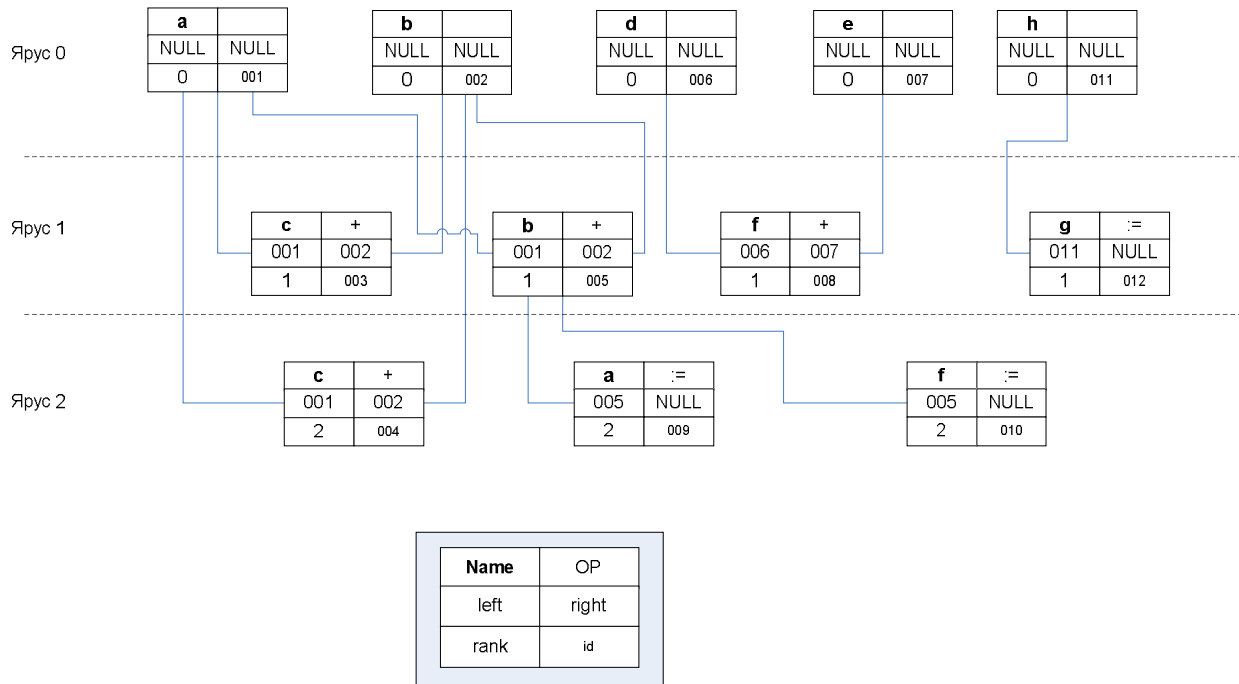 a b d e h
Ярус 0
NULL NULL NULL NULL NULL NULL NULL NULL NULL NULL
0 001 0 002 0 006 0 007 0 011
c + b + f + g :=
Ярус 1
001 002 001 002 006 007 011 NULL
1 003 1 005 1 008 1 012
c + a := f :=
Ярус 2
001 002 005 NULL 005 NULL
2 004 2 009 2 010
Name OP
left right
rank id